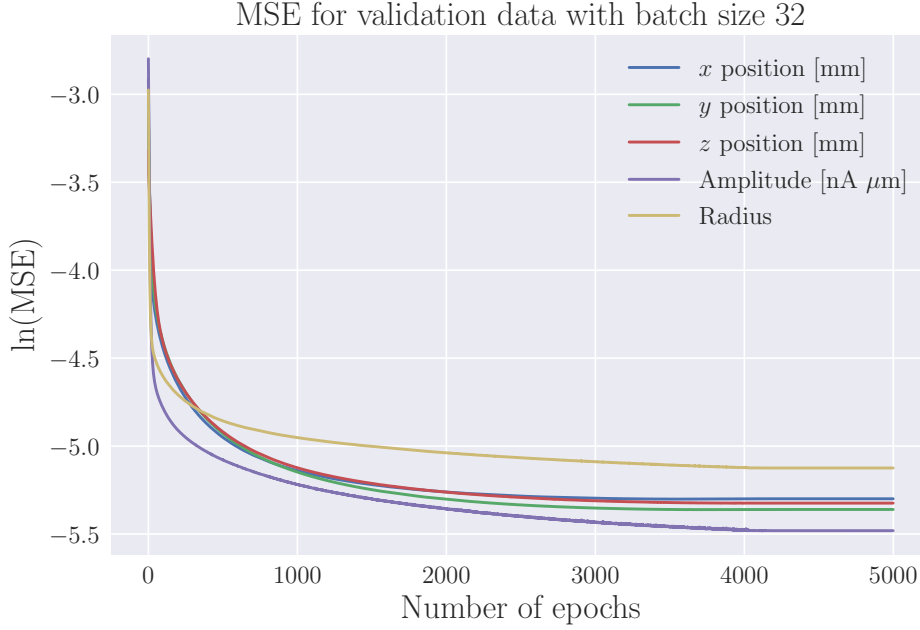 MSE for validation data with batch size 32
x position [mm]
y position [mm]
z position [mm]
Amplitude [nA μm]
Radius
ln(MSE)
−3.0
−3.5
−4.0
−4.5
−5.0
−5.5
0 1000 2000 3000 4000 5000
Number of epochs